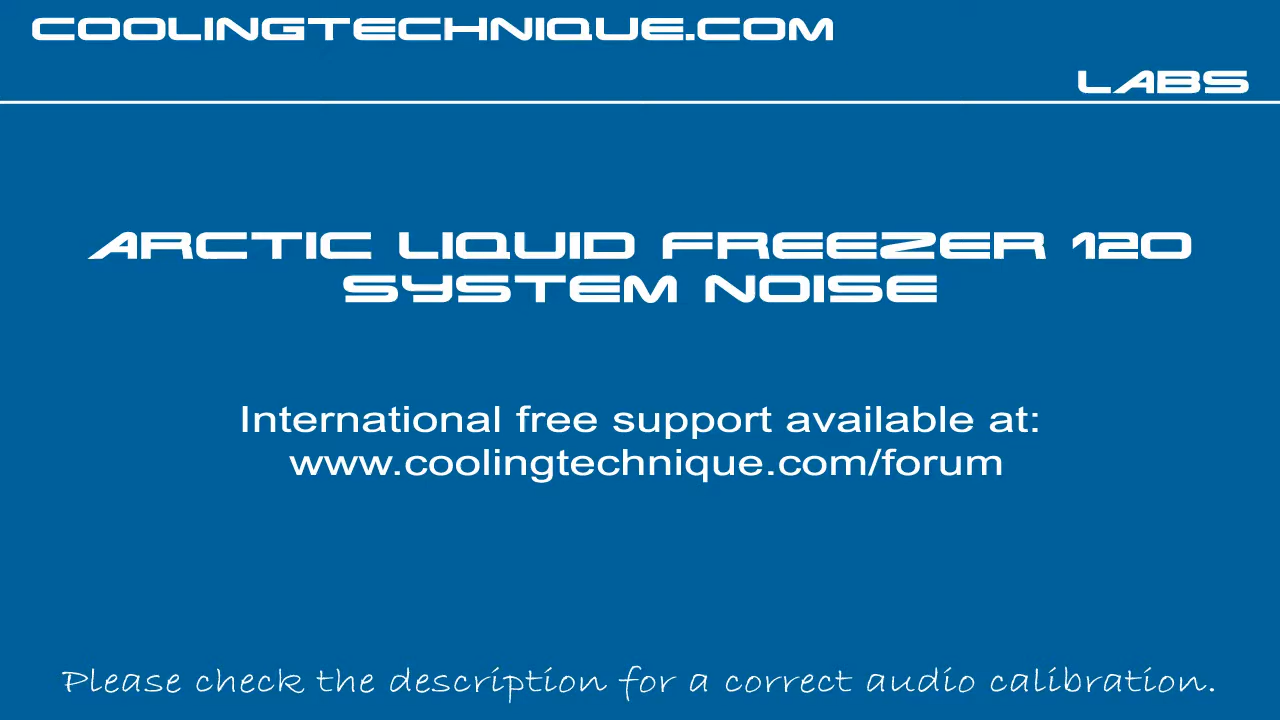 COOLINGTECHNIQUE.COM
LABS
ARCTIC LIQUID FREEZER 120
SYSTEM NOISE
International free support available at:
www.coolingtechnique.com/forum
Please check the description for a correct audio calibration.